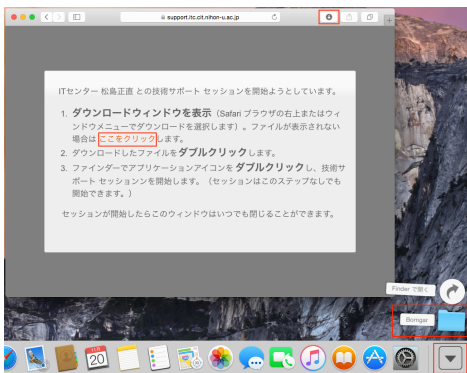 support.itc.cit.nihon-u.ac.jp
ITセンター 松島正直 との技術サポート セッションを開始ようとしています。
1. ダウンロードウィンドウを表示（Safari ブラウザの右上またはウィ
ンドウメニューでダウンロードを選択します）。ファイルが表示されない
場合は ここをクリックします。
2. ダウンロードしたファイルをダブルクリックします。
3. ファインダーでアプリケーションアイコンを ダブルクリックし、技術サ
ポート セッションンを開始します。（セッションはこのステップなしでも
開始できます。）
セッションが開始したらこのウィンドウはいつでも閉じることができます。
Finder で開く
Bomgar
20